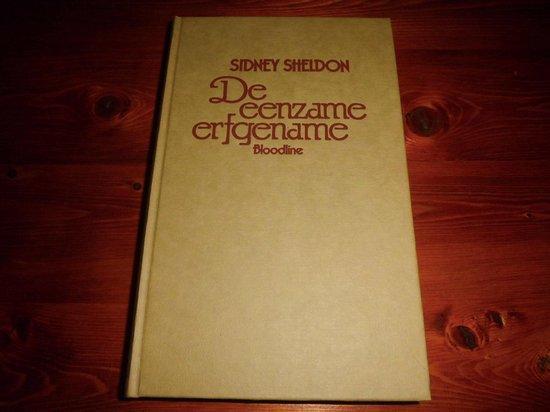 SIDNEY SHELDON
De
eenzame
erfgename
Bloodline